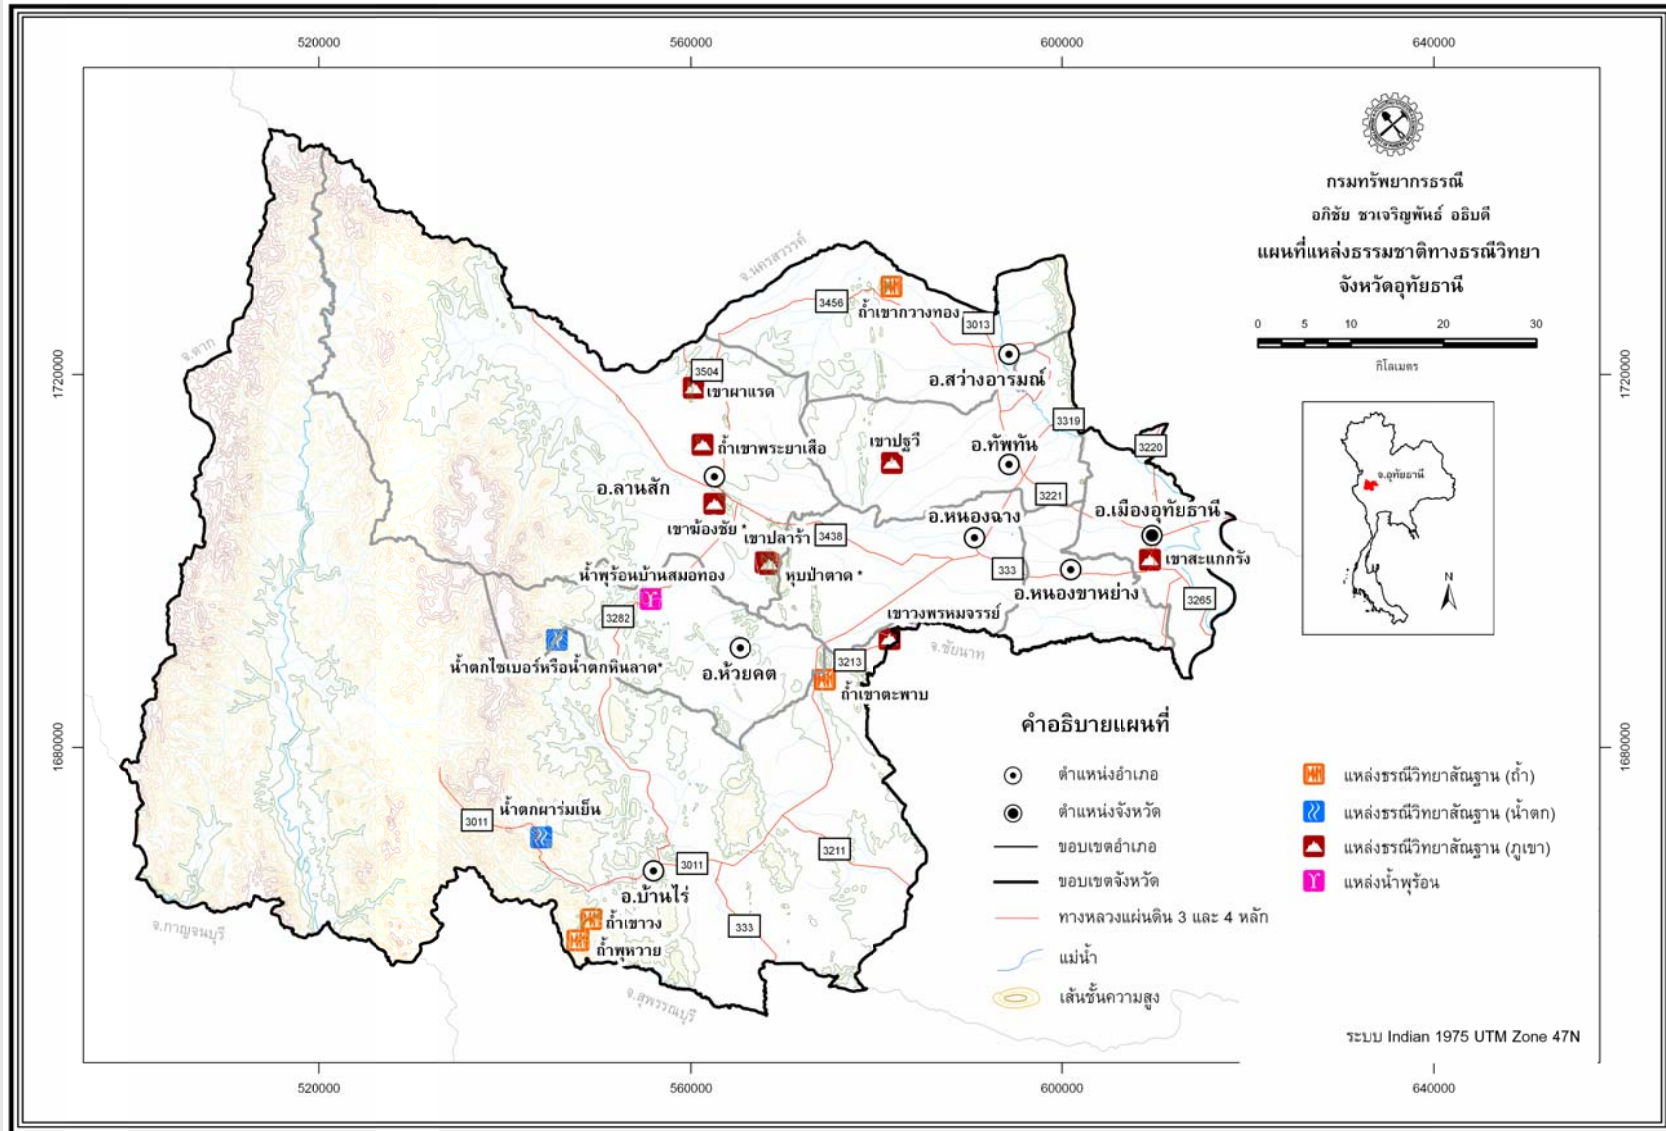 520000
560000
600000
640000
กรมทรัพยากรธรณี
อภิชัย ชวเจริญพันธ์ อธิบดี
แผนที่แหล่งธรรมชาติทางธรณีวิทยา
จังหวัดอุทัยธานี
0 5 10 20 30
กิโลเมตร
จ.นครสวรรค์
3456
ถ้ำเขากวางทอง
3013
จ.ตาก
1720000
1720000
3504
อ.สว่างอารมณ์
เขาผาแรด
3319
3220
ถ้ำเขาพระยาเสือ
เขาปฐวี
อ.ทัพทัน
จ.อุทัยธานี
อ.ลานสัก
3221
อ.เมืองอุทัยธานี
อ.หนองฉาง
เขาฆ้องชัย *
เขาปลาร้า
3438
น้ำพุร้อนบ้านสมอทอง
หุบป่าตาด *
333
เขาสะแกกรัง
อ.หนองขาหย่าง
N
3265
3282
เขาวงพรหมจรรย์
จ.ชัยนาท
น้ำตกไซเบอร์หรือน้ำตกหินลาด*
อ.ห้วยคต
3213
ถ้ำเขาตะพาบ
1680000
1680000
คำอธิบายแผนที่
ตำแหน่งอำเภอ
แหล่งธรณีวิทยาสัณฐาน (ถ้ำ)
ตำแหน่งจังหวัด
แหล่งธรณีวิทยาสัณฐาน (น้ำตก)
ขอบเขตอำเภอ
แหล่งธรณีวิทยาสัณฐาน (ภูเขา)
ขอบเขตจังหวัด
แหล่งน้ำพุร้อน
ทางหลวงแผ่นดิน 3 และ 4 หลัก
แม่น้ำ
เส้นชั้นความสูง
น้ำตกผาร่มเย็น
3011
3211
3011
อ.บ้านไร่
ถ้ำเขาวง
333
จ.กาญจนบุรี
ถ้ำพุหวาย
จ.สุพรรณบุรี
ระบบ Indian 1975 UTM Zone 47N
520000
560000
600000
640000